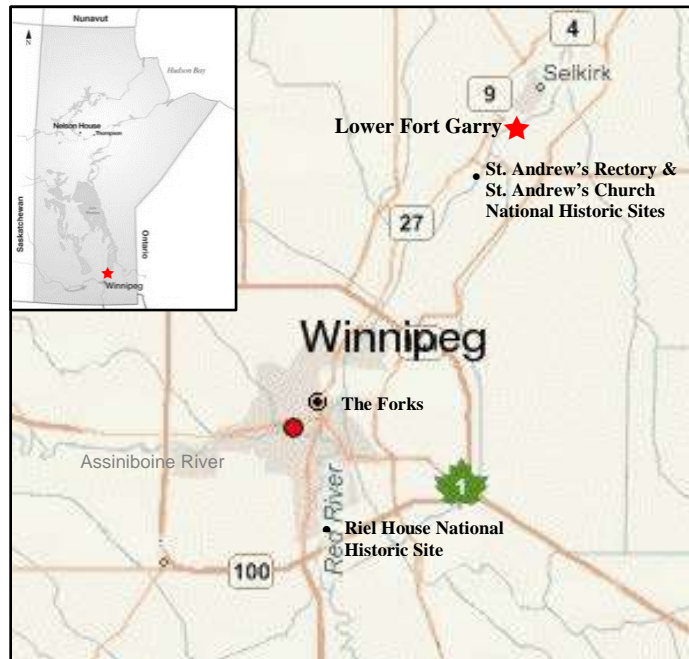 Nunavut
N
Hudson Bay
Nelson House
Thompson
Saskatchewan
Ontario
Winnipeg
4
9
Selkirk
Lower Fort Garry
St. Andrew's Rectory &
St. Andrew's Church
National Historic Sites
27
Winnipeg
The Forks
Assiniboine River
1
Red River
Riel House National
Historic Site
100